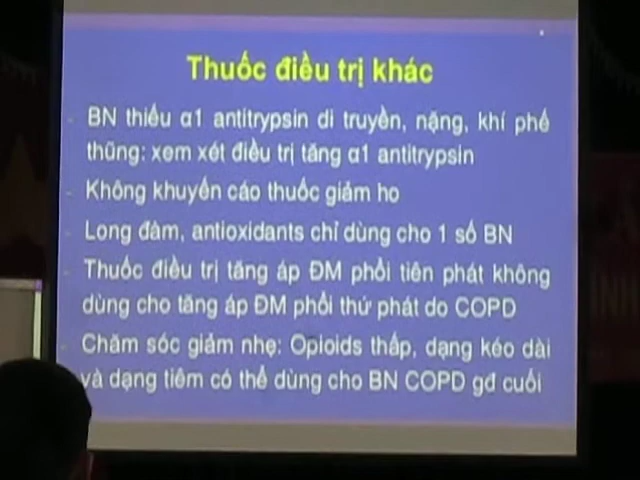 Thuốc điều trị khác
- BN thiếu α1 antitrypsin di truyền, nặng, khí phế
thũng: xem xét điều trị tăng α1 antitrypsin
- Không khuyến cáo thuốc giảm ho
- Long đàm, antioxidants chỉ dùng cho 1 số BN
- Thuốc điều trị tăng áp ĐM phổi tiên phát không
dùng cho tăng áp ĐM phổi thứ phát do COPD
- Chăm sóc giảm nhẹ: Opioids thấp, dạng kéo dài
và dạng tiêm có thể dùng cho BN COPD gđ cuối